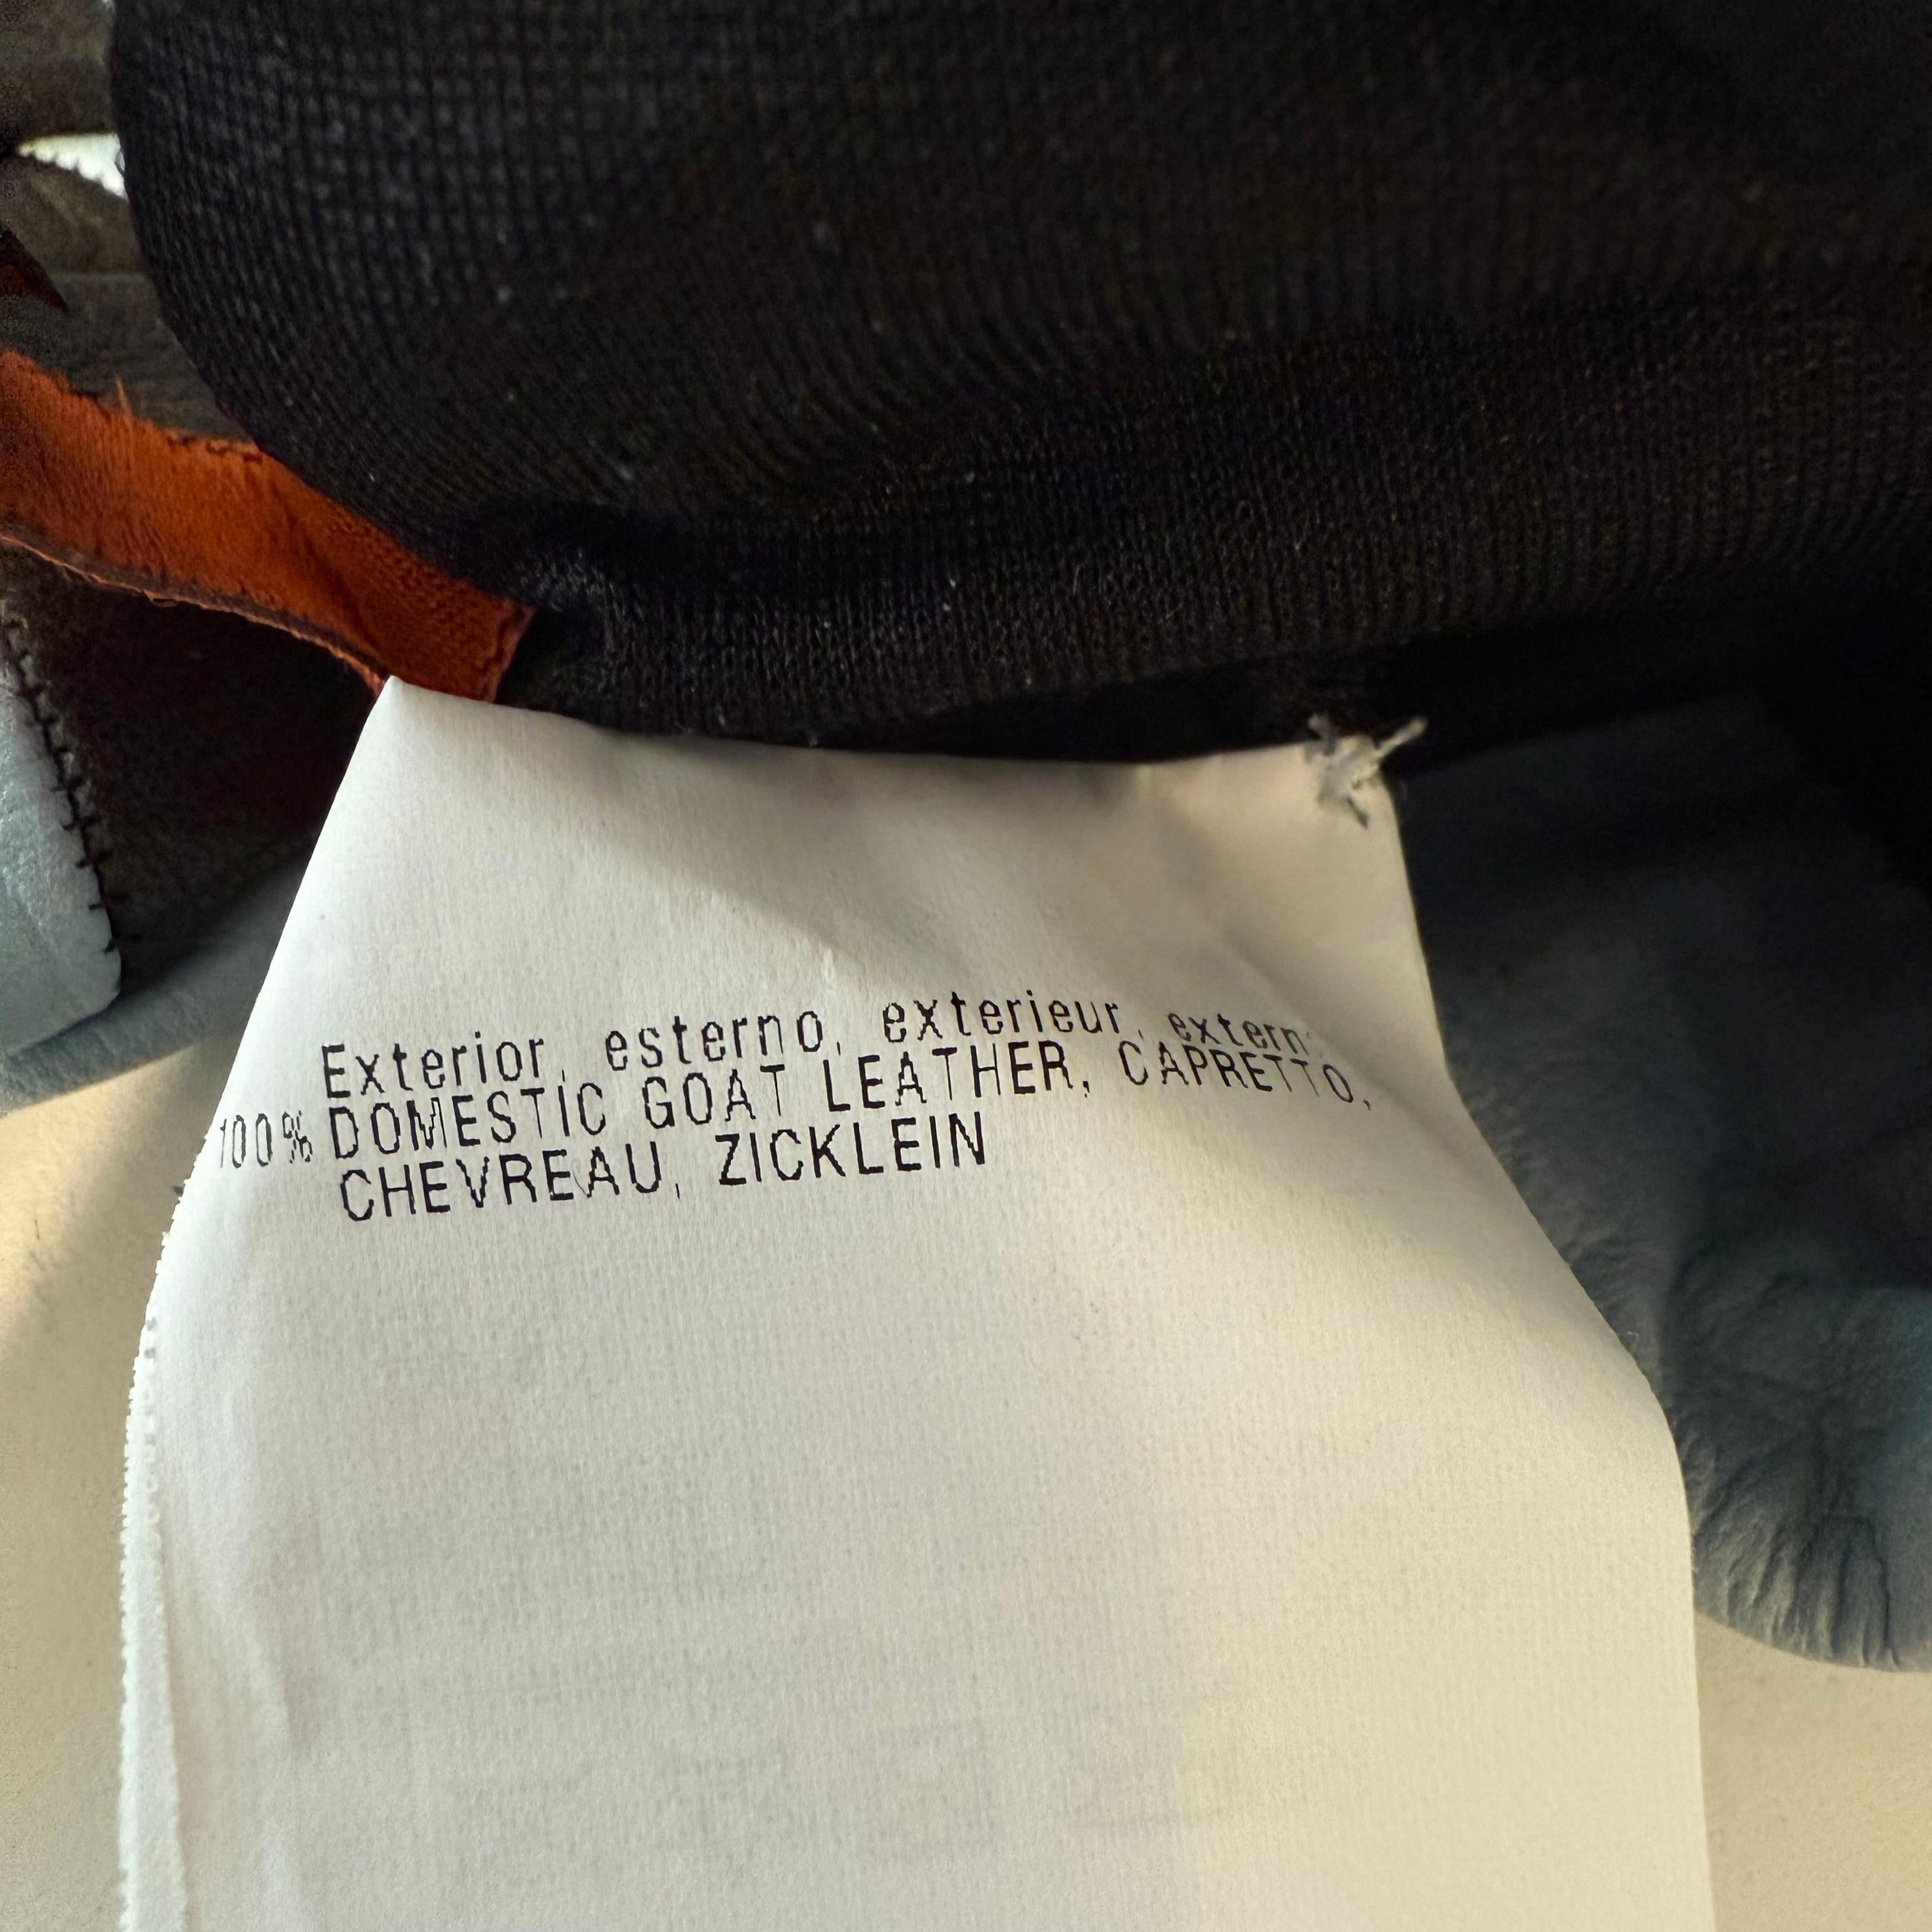 Exterior, esterno, exterieur, extern
100% DOMESTIC GOAT LEATHER, CAPRETTO,
CHEVREAU, ZICKLEIN